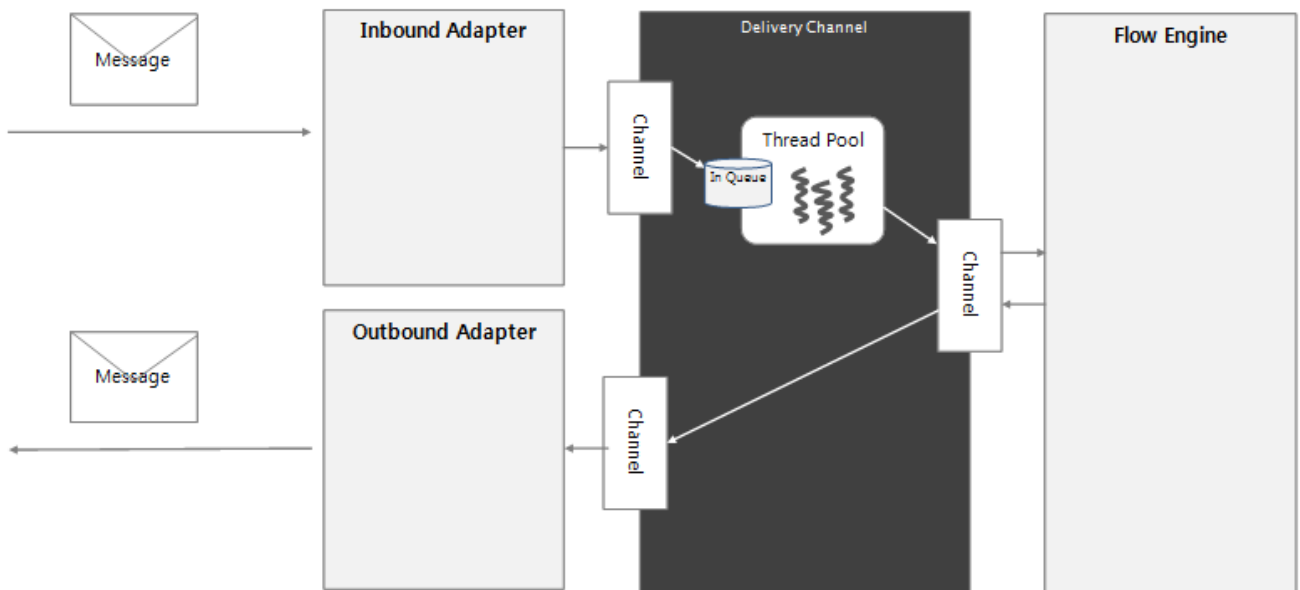 Message
Inbound Adapter
Delivery Channel
Flow Engine
Channel
Thread Pool
In Queue
Channel
Message
Outbound Adapter
Channel